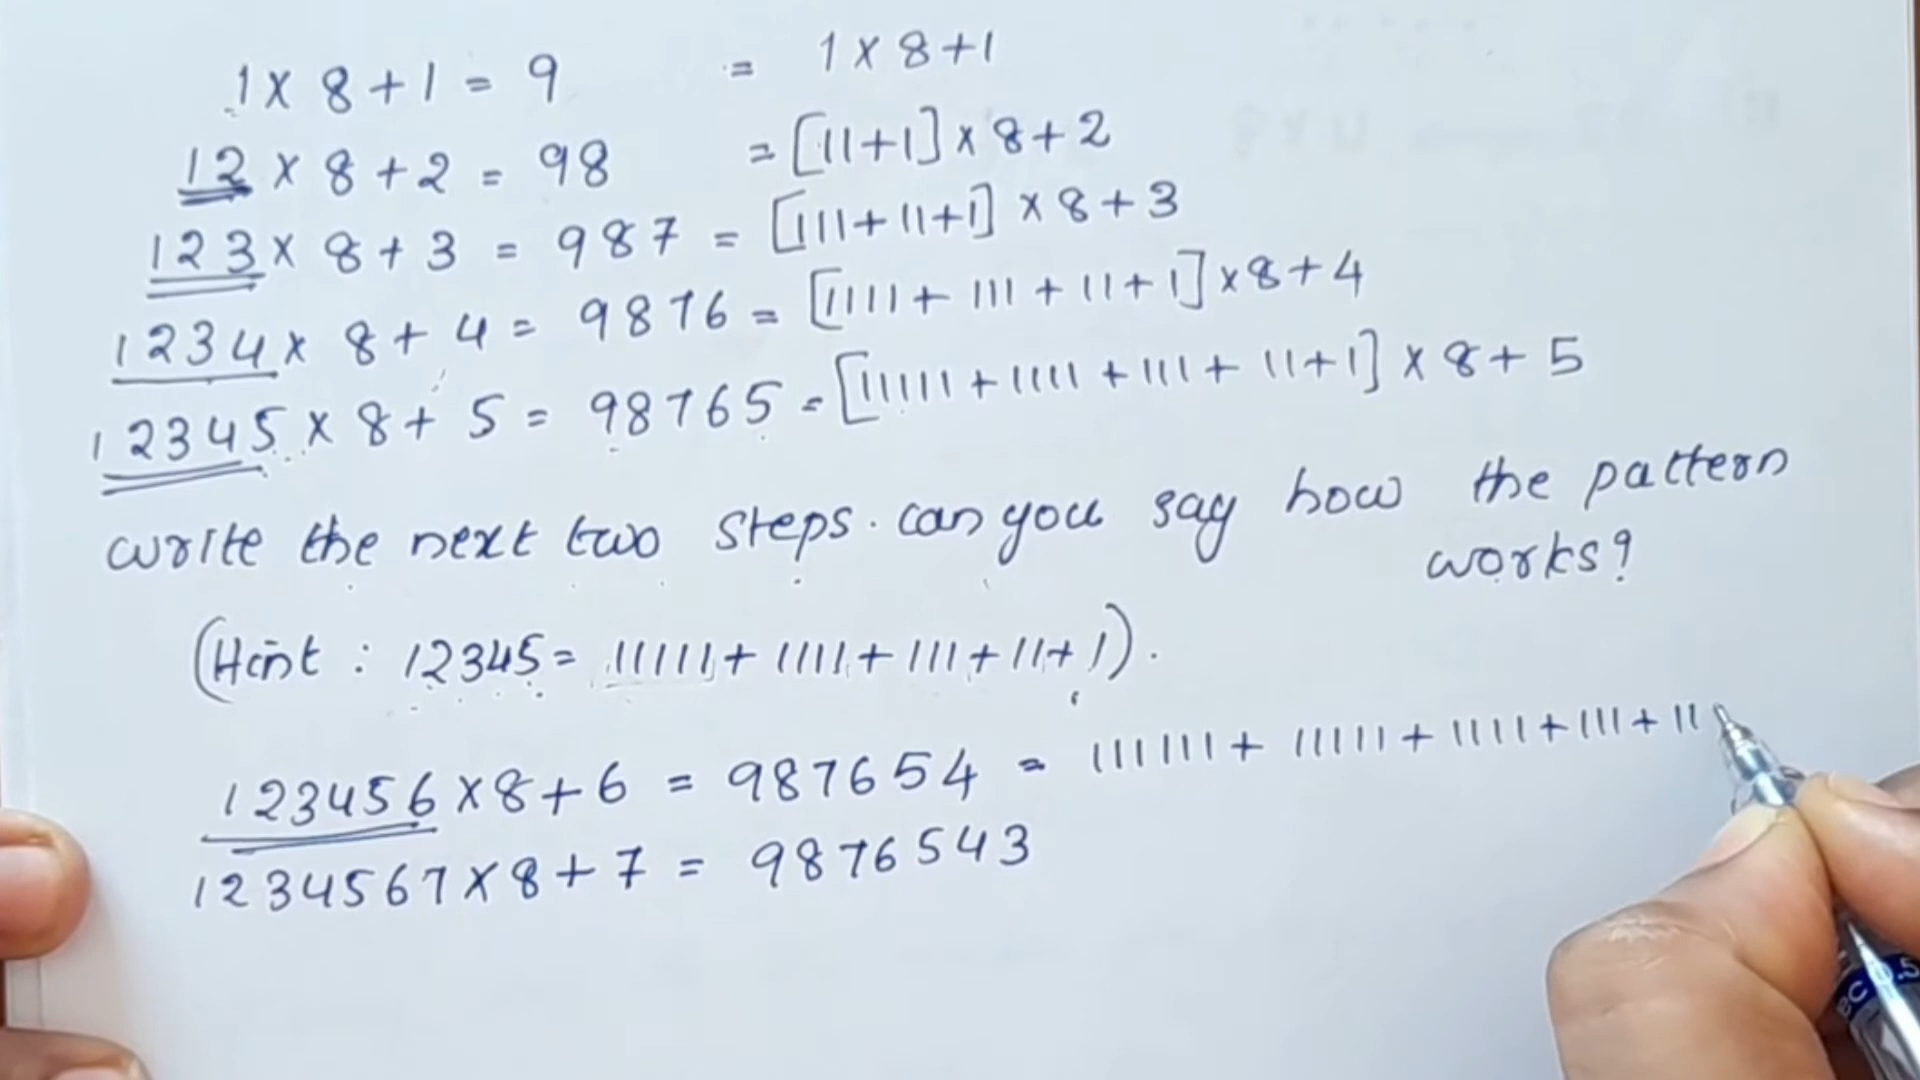 1 × 8 + 1 = 9 = 1 × 8 + 1
12 × 8 + 2 = 98 = [11+1] × 8 + 2
123 × 8 + 3 = 987 = [111 + 11 + 1] × 8 + 3
1234 × 8 + 4 = 9876 = [1111 + 111 + 11 + 1] × 8 + 4
12345 × 8 + 5 = 98765 = [11111 + 1111 + 111 + 11 + 1] × 8 + 5
write the next two steps. can you say how the pattern
works?
(Hint : 12345 = 11111 + 1111 + 111 + 11 + 1).
123456 × 8 + 6 = 987654 = 111111 + 11111 + 1111 + 111 + 11
1234567 × 8 + 7 = 9876543
0.5